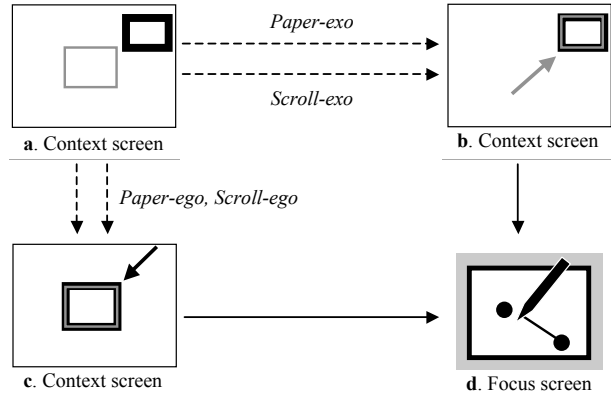 Paper-exo
Scroll-exo
a. Context screen
b. Context screen
Paper-ego, Scroll-ego
c. Context screen
d. Focus screen